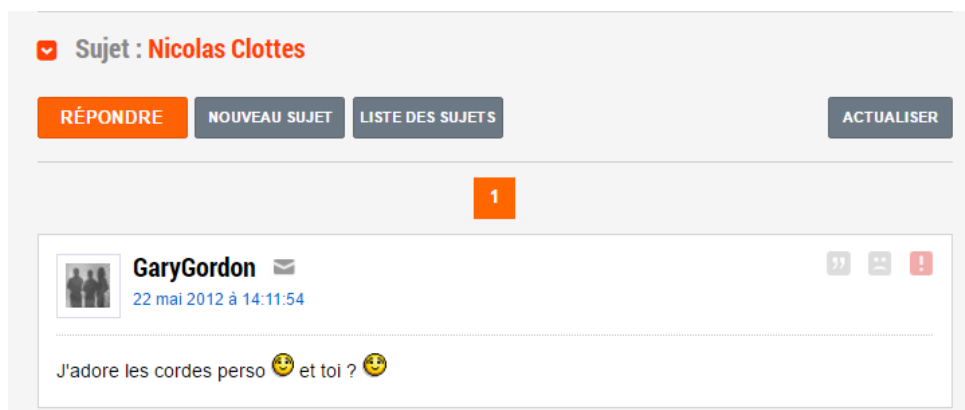 Sujet : Nicolas Clottes
RÉPONDRE NOUVEAU SUJET LISTE DES SUJETS ACTUALISER
1
GaryGordon
22 mai 2012 à 14:11:54
J'adore les cordes perso et toi ?